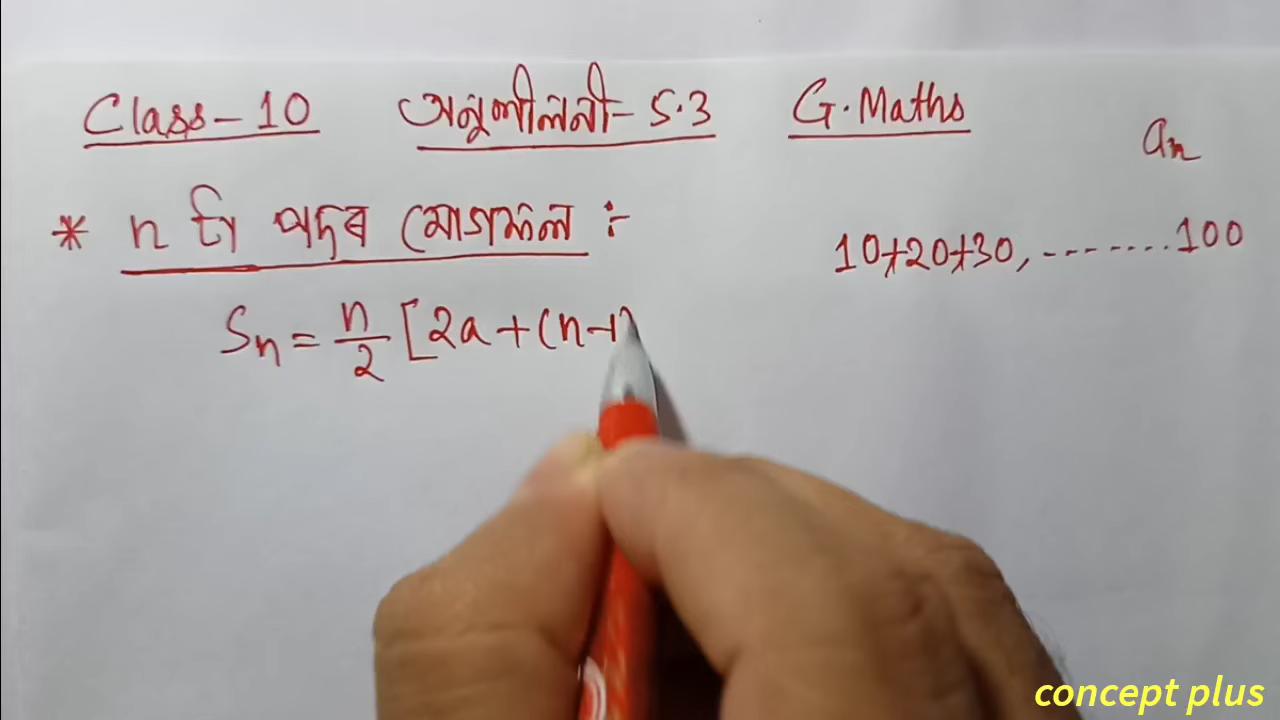 Class - 10 অনুশীলনী - 5.3 G. Maths
aₙ
* n টা পদৰ যোগফল :-
10+20+30, ------- 100
Sₙ = n/2 [2a + (n-1)
concept plus